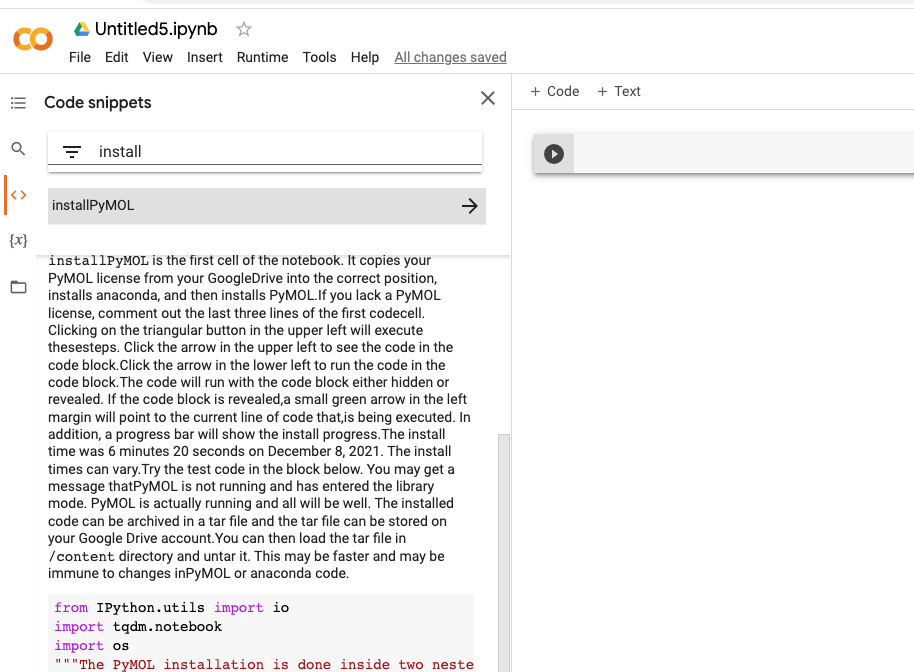 Untitled5.ipynb
File Edit View Insert Runtime Tools Help All changes saved
Code snippets
+ Code + Text
install
installPyMOL
{x}
installPyMOL is the first cell of the notebook. It copies your
PyMOL license from your GoogleDrive into the correct position,
installs anaconda, and then installs PyMOL.If you lack a PyMOL
license, comment out the last three lines of the first codecell.
Clicking on the triangular button in the upper left will execute
thesesteps. Click the arrow in the upper left to see the code in the
code block.Click the arrow in the lower left to run the code in the
code block.The code will run with the code block either hidden or
revealed. If the code block is revealed,a small green arrow in the left
margin will point to the current line of code that,is being executed. In
addition, a progress bar will show the install progress.The install
time was 6 minutes 20 seconds on December 8, 2021. The install
times can vary.Try the test code in the block below. You may get a
message thatPyMOL is not running and has entered the library
mode. PyMOL is actually running and all will be well. The installed
code can be archived in a tar file and the tar file can be stored on
your Google Drive account.You can then load the tar file in
/content directory and untar it. This may be faster and may be
immune to changes inPyMOL or anaconda code.
from IPython.utils import io
import tqdm.notebook
import os
"""The PyMOL installation is done inside two neste